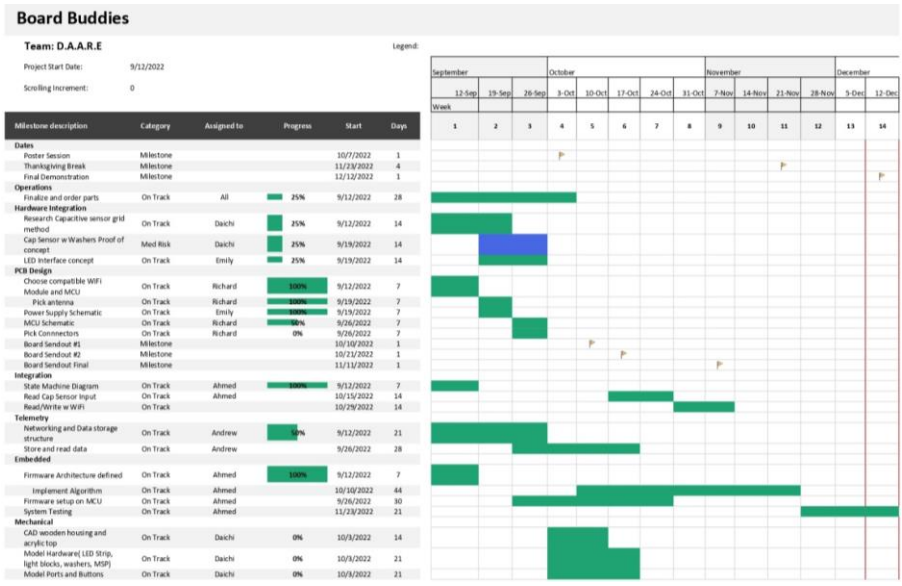 Board Buddies
Team: D.A.A.R.E
Legend:
Project Start Date: 9/12/2022
Scrolling Increment: 0
September October November December
12-Sep 19-Sep 26-Sep 3-Oct 10-Oct 17-Oct 24-Oct 31-Oct 7-Nov 14-Nov 21-Nov 28-Nov 5-Dec 12-Dec
Week
Milestone description Category Assigned to Progress Start Days 1 2 3 4 5 6 7 8 9 10 11 12 13 14
Dates
Poster Session Milestone 10/7/2022 1
Thanksgiving Break Milestone 11/23/2022 4
Final Demonstration Milestone 12/12/2022 1
Operations
Finalize and order parts On Track All 25% 9/12/2022 28
Hardware Integration
Research Capacitive sensor grid
method On Track Daichi 25% 9/12/2022 14
Cap Sensor w Washers Proof of
concept Med Risk Daichi 25% 9/19/2022 14
LED Interface concept On Track Emily 25% 9/19/2022 14
PCB Design
Choose compatible WiFi
Module and MCU On Track Richard 100% 9/12/2022 7
Pick antenna On Track Richard 100% 9/19/2022 7
Power Supply Schematic On Track Emily 100% 9/19/2022 7
MCU Schematic On Track Richard 50% 9/26/2022 7
Pick Connnectors On Track Richard 0% 9/26/2022 7
Board Sendout #1 Milestone 10/10/2022 1
Board Sendout #2 Milestone 10/21/2022 1
Board Sendout Final Milestone 11/11/2022 1
Integration
State Machine Diagram On Track Ahmed 100% 9/12/2022 7
Read Cap Sensor Input On Track Ahmed 10/15/2022 14
Read/Write w WiFi On Track 10/29/2022 14
Telemetry
Networking and Data storage
structure On Track Andrew 50% 9/12/2022 21
Store and read data On Track Andrew 9/26/2022 28
Embedded
Firmware Architecture defined On Track Ahmed 100% 9/12/2022 7
Implement Algorithm On Track Ahmed 10/10/2022 44
Firmware setup on MCU On Track Ahmed 9/26/2022 30
System Testing On Track Ahmed 11/23/2022 21
Mechanical
CAD wooden housing and
acrylic top On Track Daichi 0% 10/3/2022 14
Model Hardware( LED Strip,
light blocks, washers, MSP) On Track Daichi 0% 10/3/2022 21
Model Ports and Buttons On Track Daichi 0% 10/3/2022 21